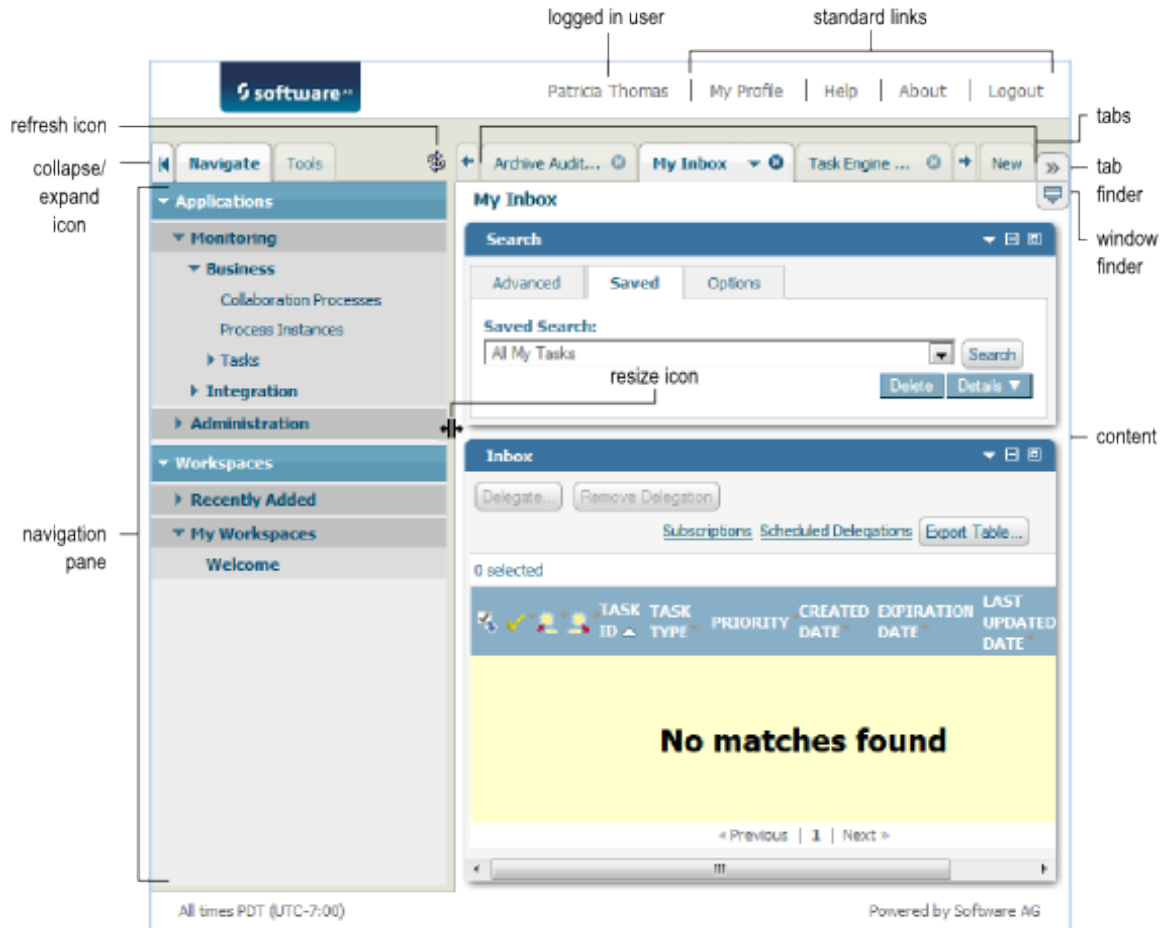 logged in user
standard links
software AG
Patricia Thomas | My Profile | Help | About | Logout
refresh icon
tabs
collapse/
expand
icon
Navigate
Tools
Archive Audit...
My Inbox
Task Engine ...
New
tab
finder
window
finder
Applications
Monitoring
Business
Collaboration Processes
Process Instances
Tasks
Integration
Administration
Workspaces
Recently Added
My Workspaces
Welcome
navigation
pane
My Inbox
Search
Advanced
Saved
Options
Saved Search:
All My Tasks
Search
resize icon
Delete
Details
content
Inbox
Delegate...
Remove Delegation
Subscriptions Scheduled Delegations Export Table...
0 selected
TASK
ID
TASK
TYPE
PRIORITY
CREATED
DATE
EXPIRATION
DATE
LAST
UPDATED
DATE
No matches found
« Previous | 1 | Next »
All times PDT (UTC-7:00)
Powered by Software AG